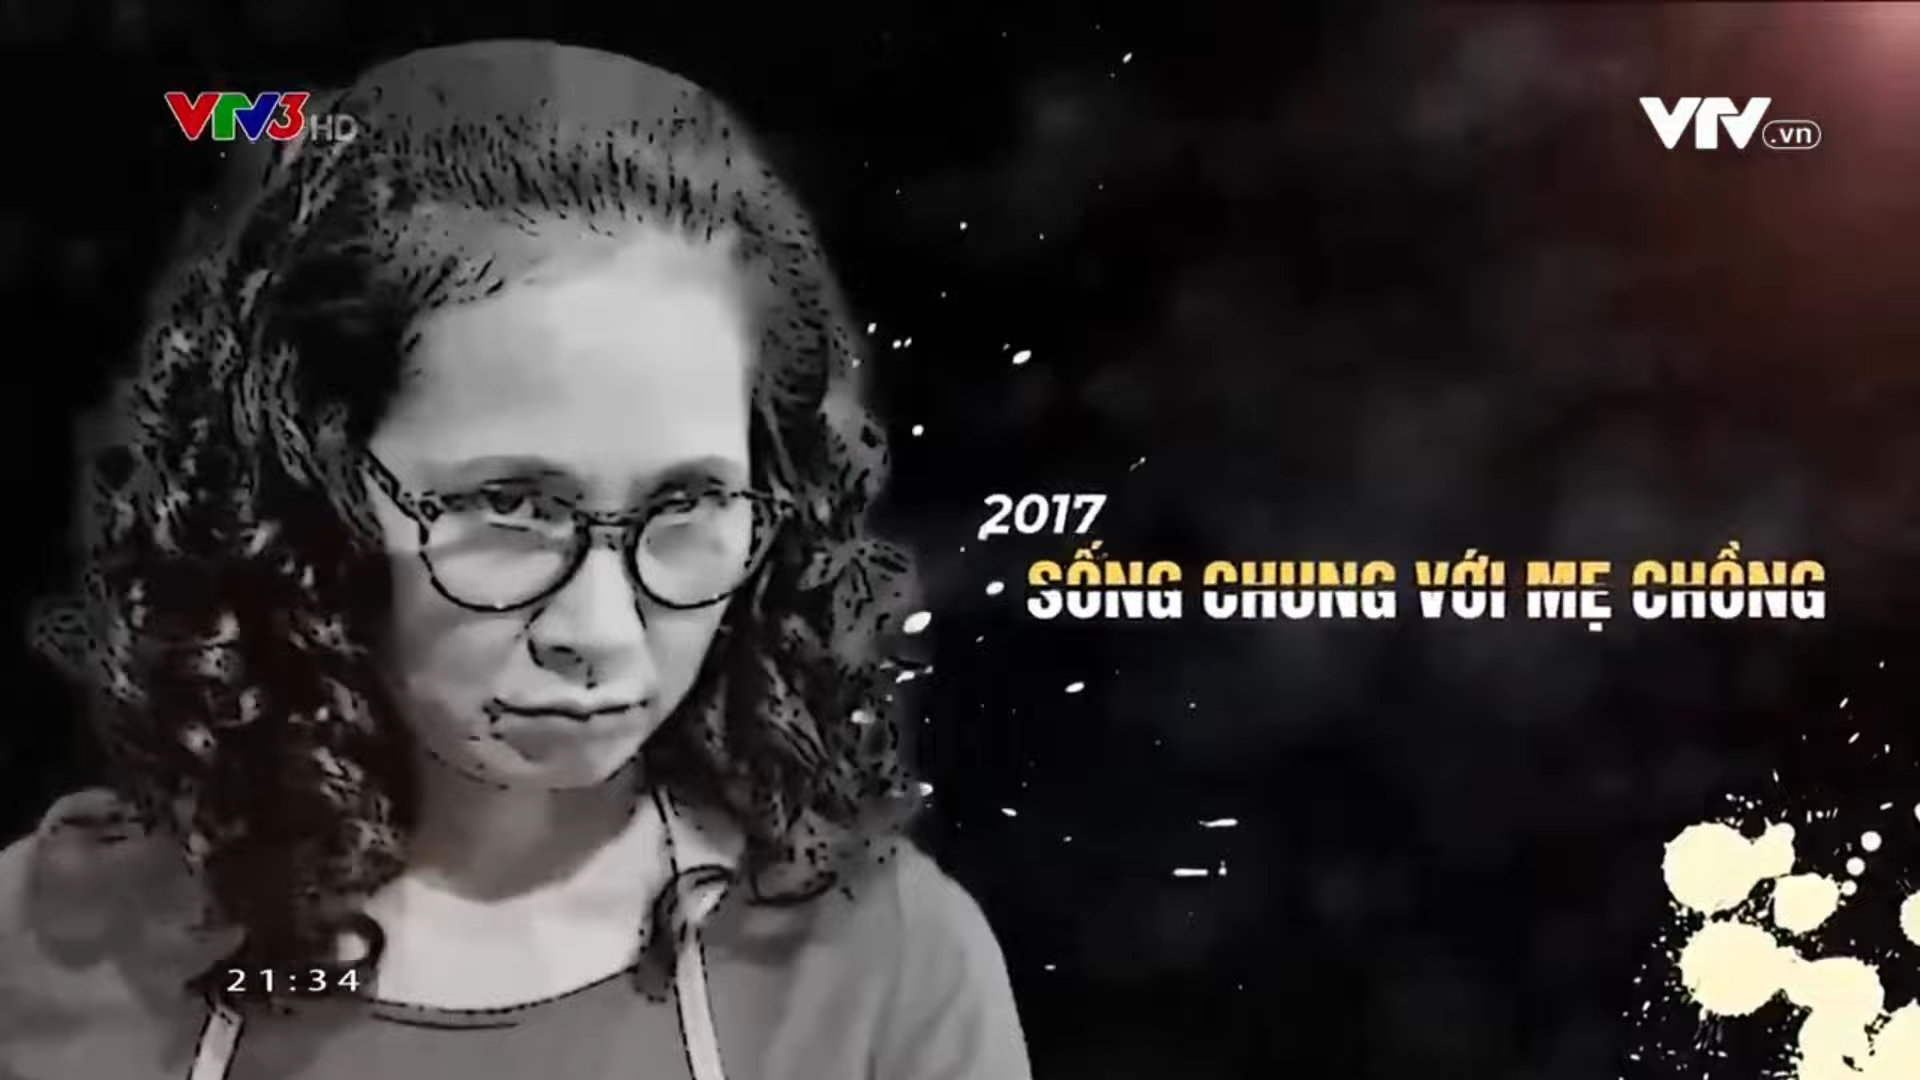 VTV3 HD
VTV.vn
2017
SỐNG CHUNG VỚI MẸ CHỒNG
21:34